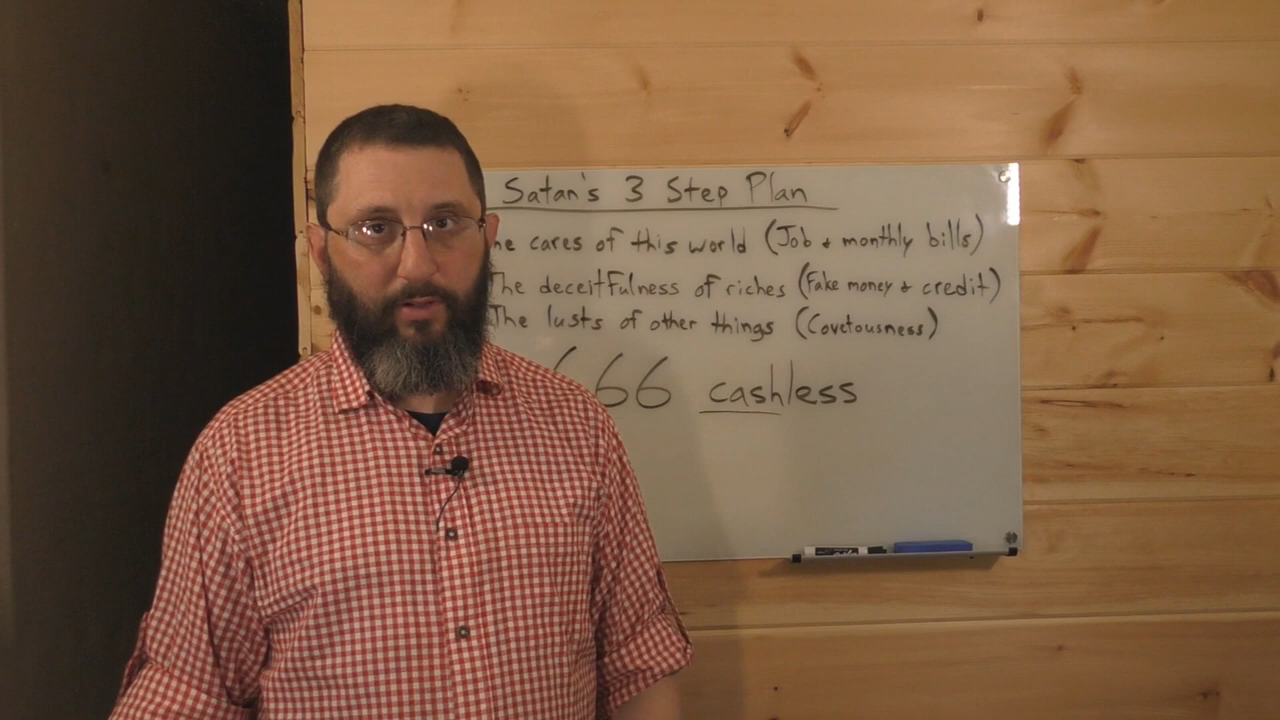 Satan's 3 Step Plan
he cares of this world (Job & monthly bills)
The deceitfulness of riches (Fake money & credit)
The lusts of other things (Covetousness)
666 cashless